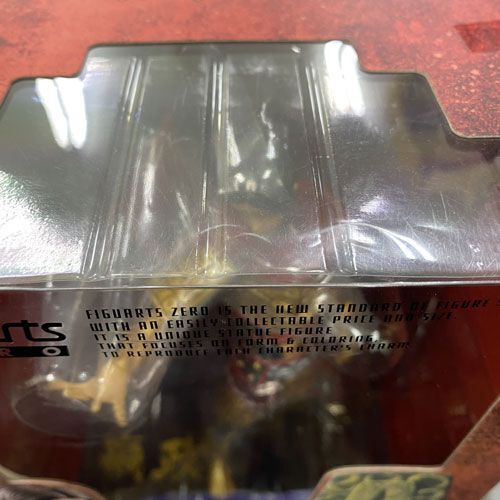 FIGUARTS ZERO IS THE NEW STANDARD OF FIGURE
WITH AN EASILY COLLECTABLE PRICE AND SIZE.
IT IS A UNIQUE STATUE FIGURE
THAT FOCUSES ON FORM & COLORING
TO REPRODUCE EACH CHARACTER'S CHARM.
arts
RO